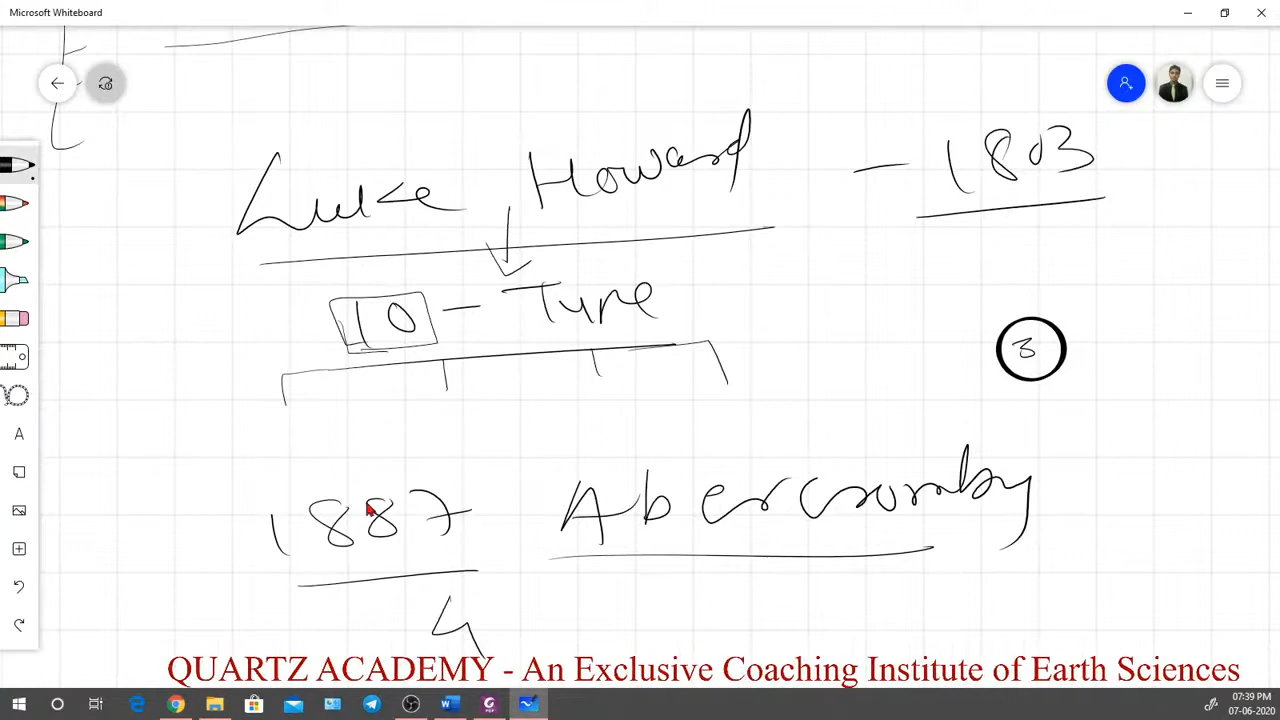 Microsoft Whiteboard
Luke Howard - 1803
10 - Type
3
1887 Abercromby
4
QUARTZ ACADEMY - An Exclusive Coaching Institute of Earth Sciences
07:39 PM
07-06-2020